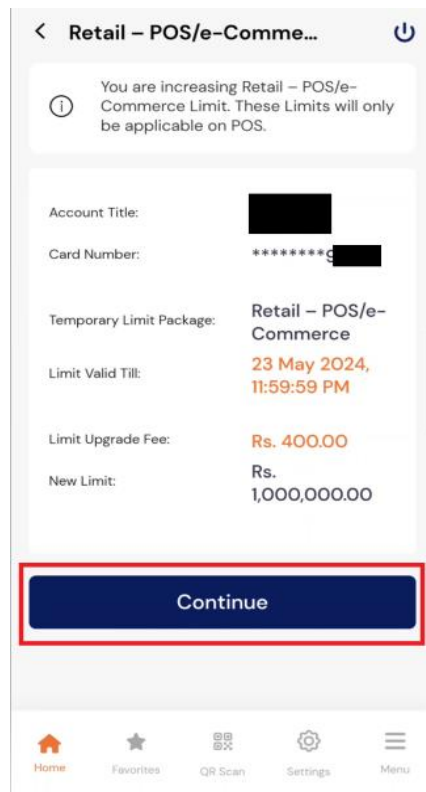 Retail – POS/e-Comme...
You are increasing Retail – POS/e-
Commerce Limit. These Limits will only
be applicable on POS.
Account Title:
Card Number: ********9
Temporary Limit Package: Retail – POS/e-
Commerce
Limit Valid Till: 23 May 2024,
11:59:59 PM
Limit Upgrade Fee: Rs. 400.00
New Limit: Rs.
1,000,000.00
Continue
Home Favorites QR Scan Settings Menu